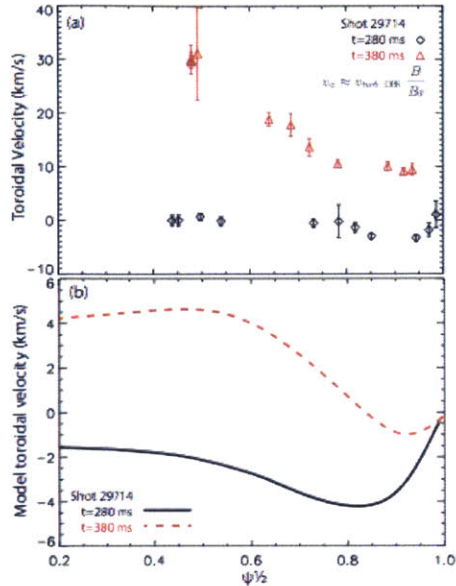 (a)
Shot 29714
t=280 ms
t=380 ms
Toroidal Velocity (km/s)
40
30
20
10
0
-10
(b)
Model toroidal velocity (km/s)
6
4
2
0
-2
-4
-6
Shot 29714
t=280 ms
t=380 ms
0.2 0.4 0.6 0.8 1.0
ψ½